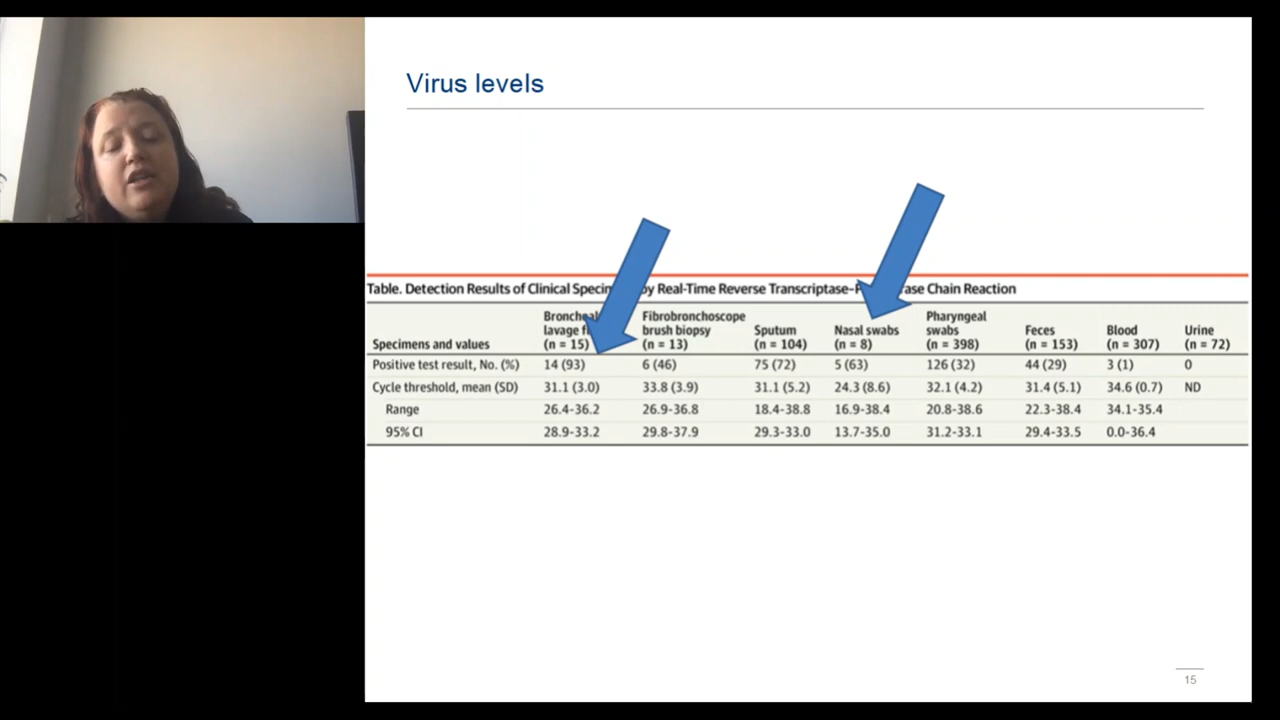 Virus levels
Table. Detection Results of Clinical by Real-Time Reverse Chain Reaction
Specimens and values
lavage
(n = 15)
Fibrobronchoscope
brush biopsy
(n = 13)
Sputum
(n = 104)
Nasal swabs
(n = 8)
Pharyngeal
swabs
(n = 398)
Feces
(n = 153)
Blood
(n = 307)
Urine
(n = 72)
Positive test result, No. (%) 14 (93) 6 (46) 75 (72) 5 (63) 126 (32) 44 (29) 3 (1) 0
Cycle threshold, mean (SD) 31.1 (3.0) 33.8 (3.9) 31.1 (5.2) 24.3 (8.6) 32.1 (4.2) 31.4 (5.1) 34.6 (0.7) ND
Range 26.4-36.2 26.9-36.8 18.4-38.8 16.9-38.4 20.8-38.6 22.3-38.4 34.1-35.4
95% CI 28.9-33.2 29.8-37.9 29.3-33.0 13.7-35.0 31.2-33.1 29.4-33.5 0.0-36.4
15